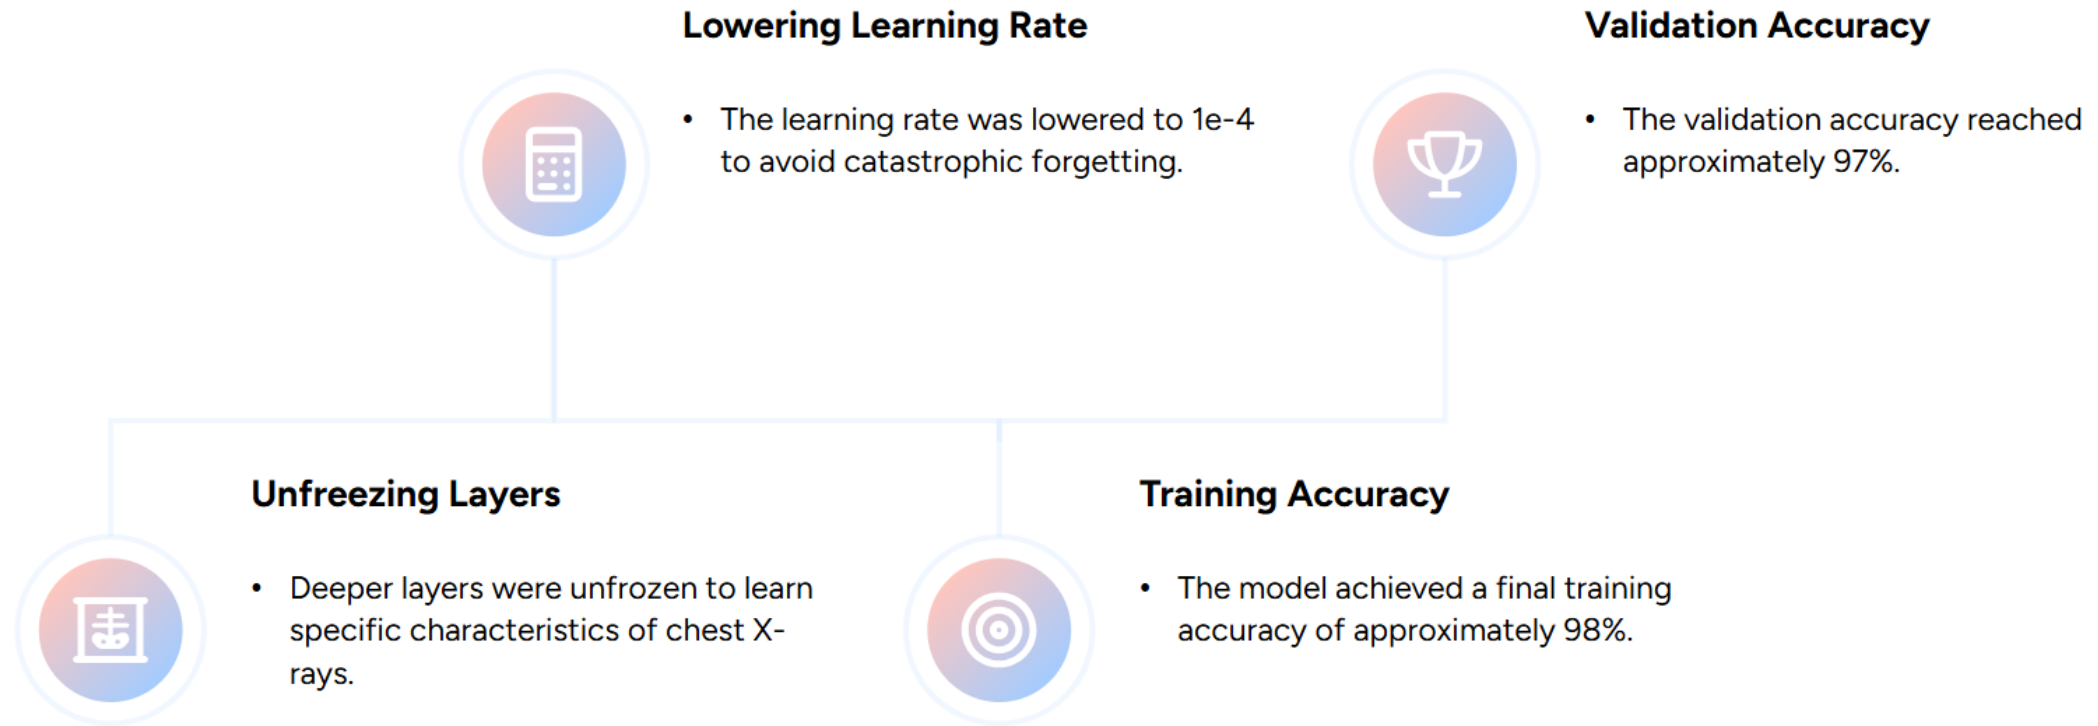 Lowering Learning Rate
• The learning rate was lowered to 1e-4
to avoid catastrophic forgetting.
Validation Accuracy
• The validation accuracy reached
approximately 97%.
Unfreezing Layers
• Deeper layers were unfrozen to learn
specific characteristics of chest X-
rays.
Training Accuracy
• The model achieved a final training
accuracy of approximately 98%.